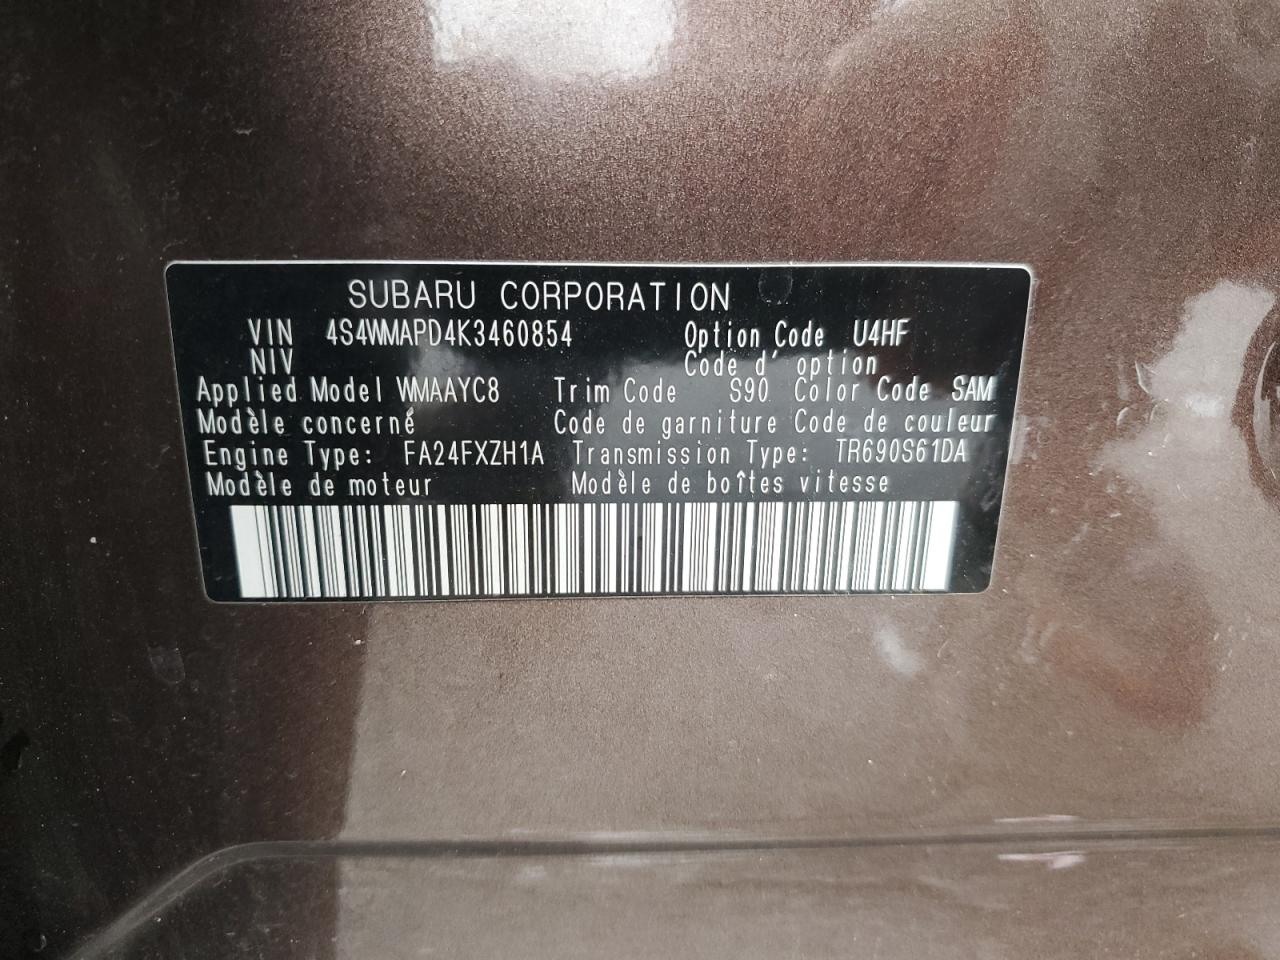 SUBARU CORPORATION
VIN 4S4WMAPD4K3460854 Option Code U4HF
NIV Code d' option
Applied Model WMAAYC8 Trim Code S90 Color Code SAM
Modèle concerné Code de garniture Code de couleur
Engine Type: FA24FXZH1A Transmission Type: TR690S61DA
Modèle de moteur Modèle de boîtes vitesse